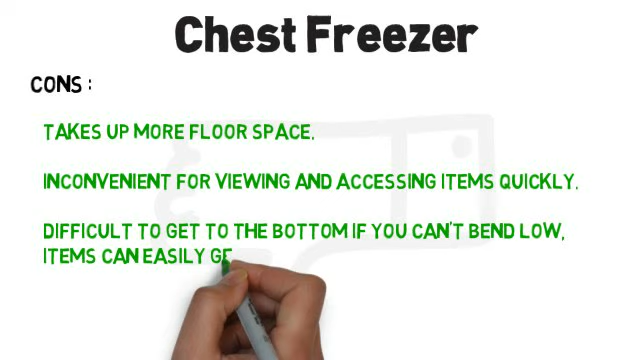 Chest Freezer
CONS :
TAKES UP MORE FLOOR SPACE.
INCONVENIENT FOR VIEWING AND ACCESSING ITEMS QUICKLY.
DIFFICULT TO GET TO THE BOTTOM IF YOU CAN'T BEND LOW,
ITEMS CAN EASILY GE